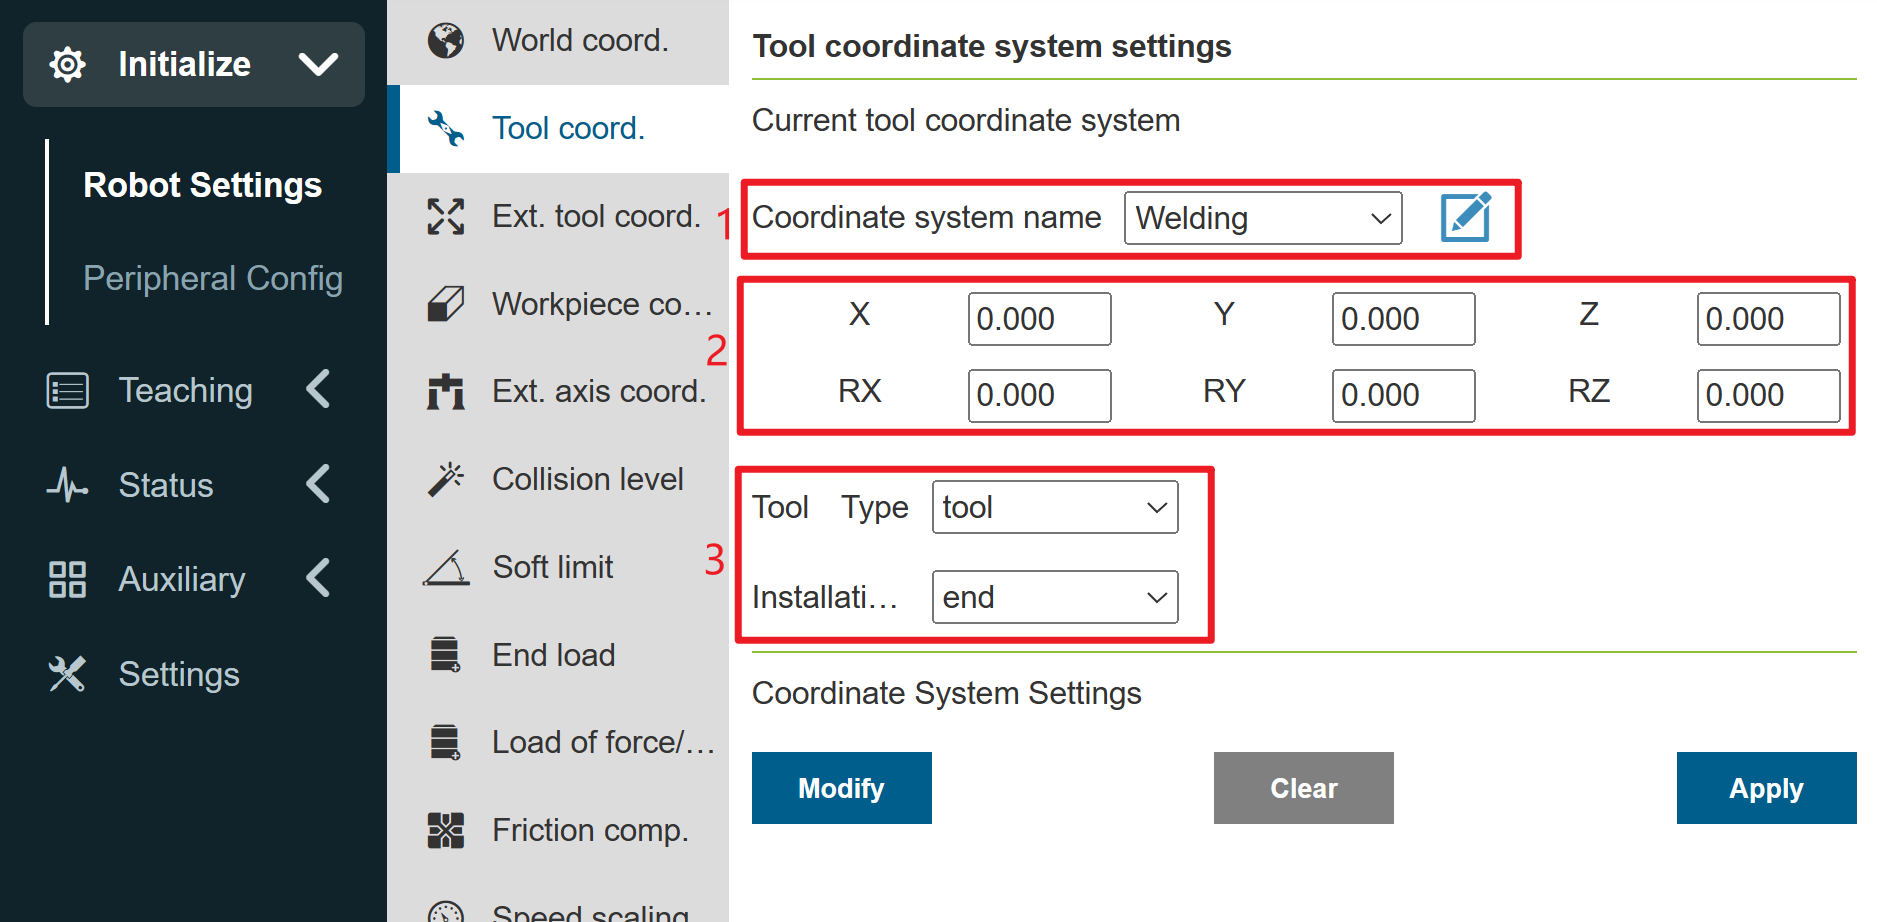 Initialize
Robot Settings
Peripheral Config
Teaching
Status
Auxiliary
Settings
World coord.
Tool coord.
Ext. tool coord.
Workpiece co...
Ext. axis coord.
Collision level
Soft limit
End load
Load of force/...
Friction comp.
Speed scaling
Tool coordinate system settings
Current tool coordinate system
1
Coordinate system name Welding
2
X 0.000 Y 0.000 Z 0.000
RX 0.000 RY 0.000 RZ 0.000
3
Tool Type tool
Installati... end
Coordinate System Settings
Modify Clear Apply